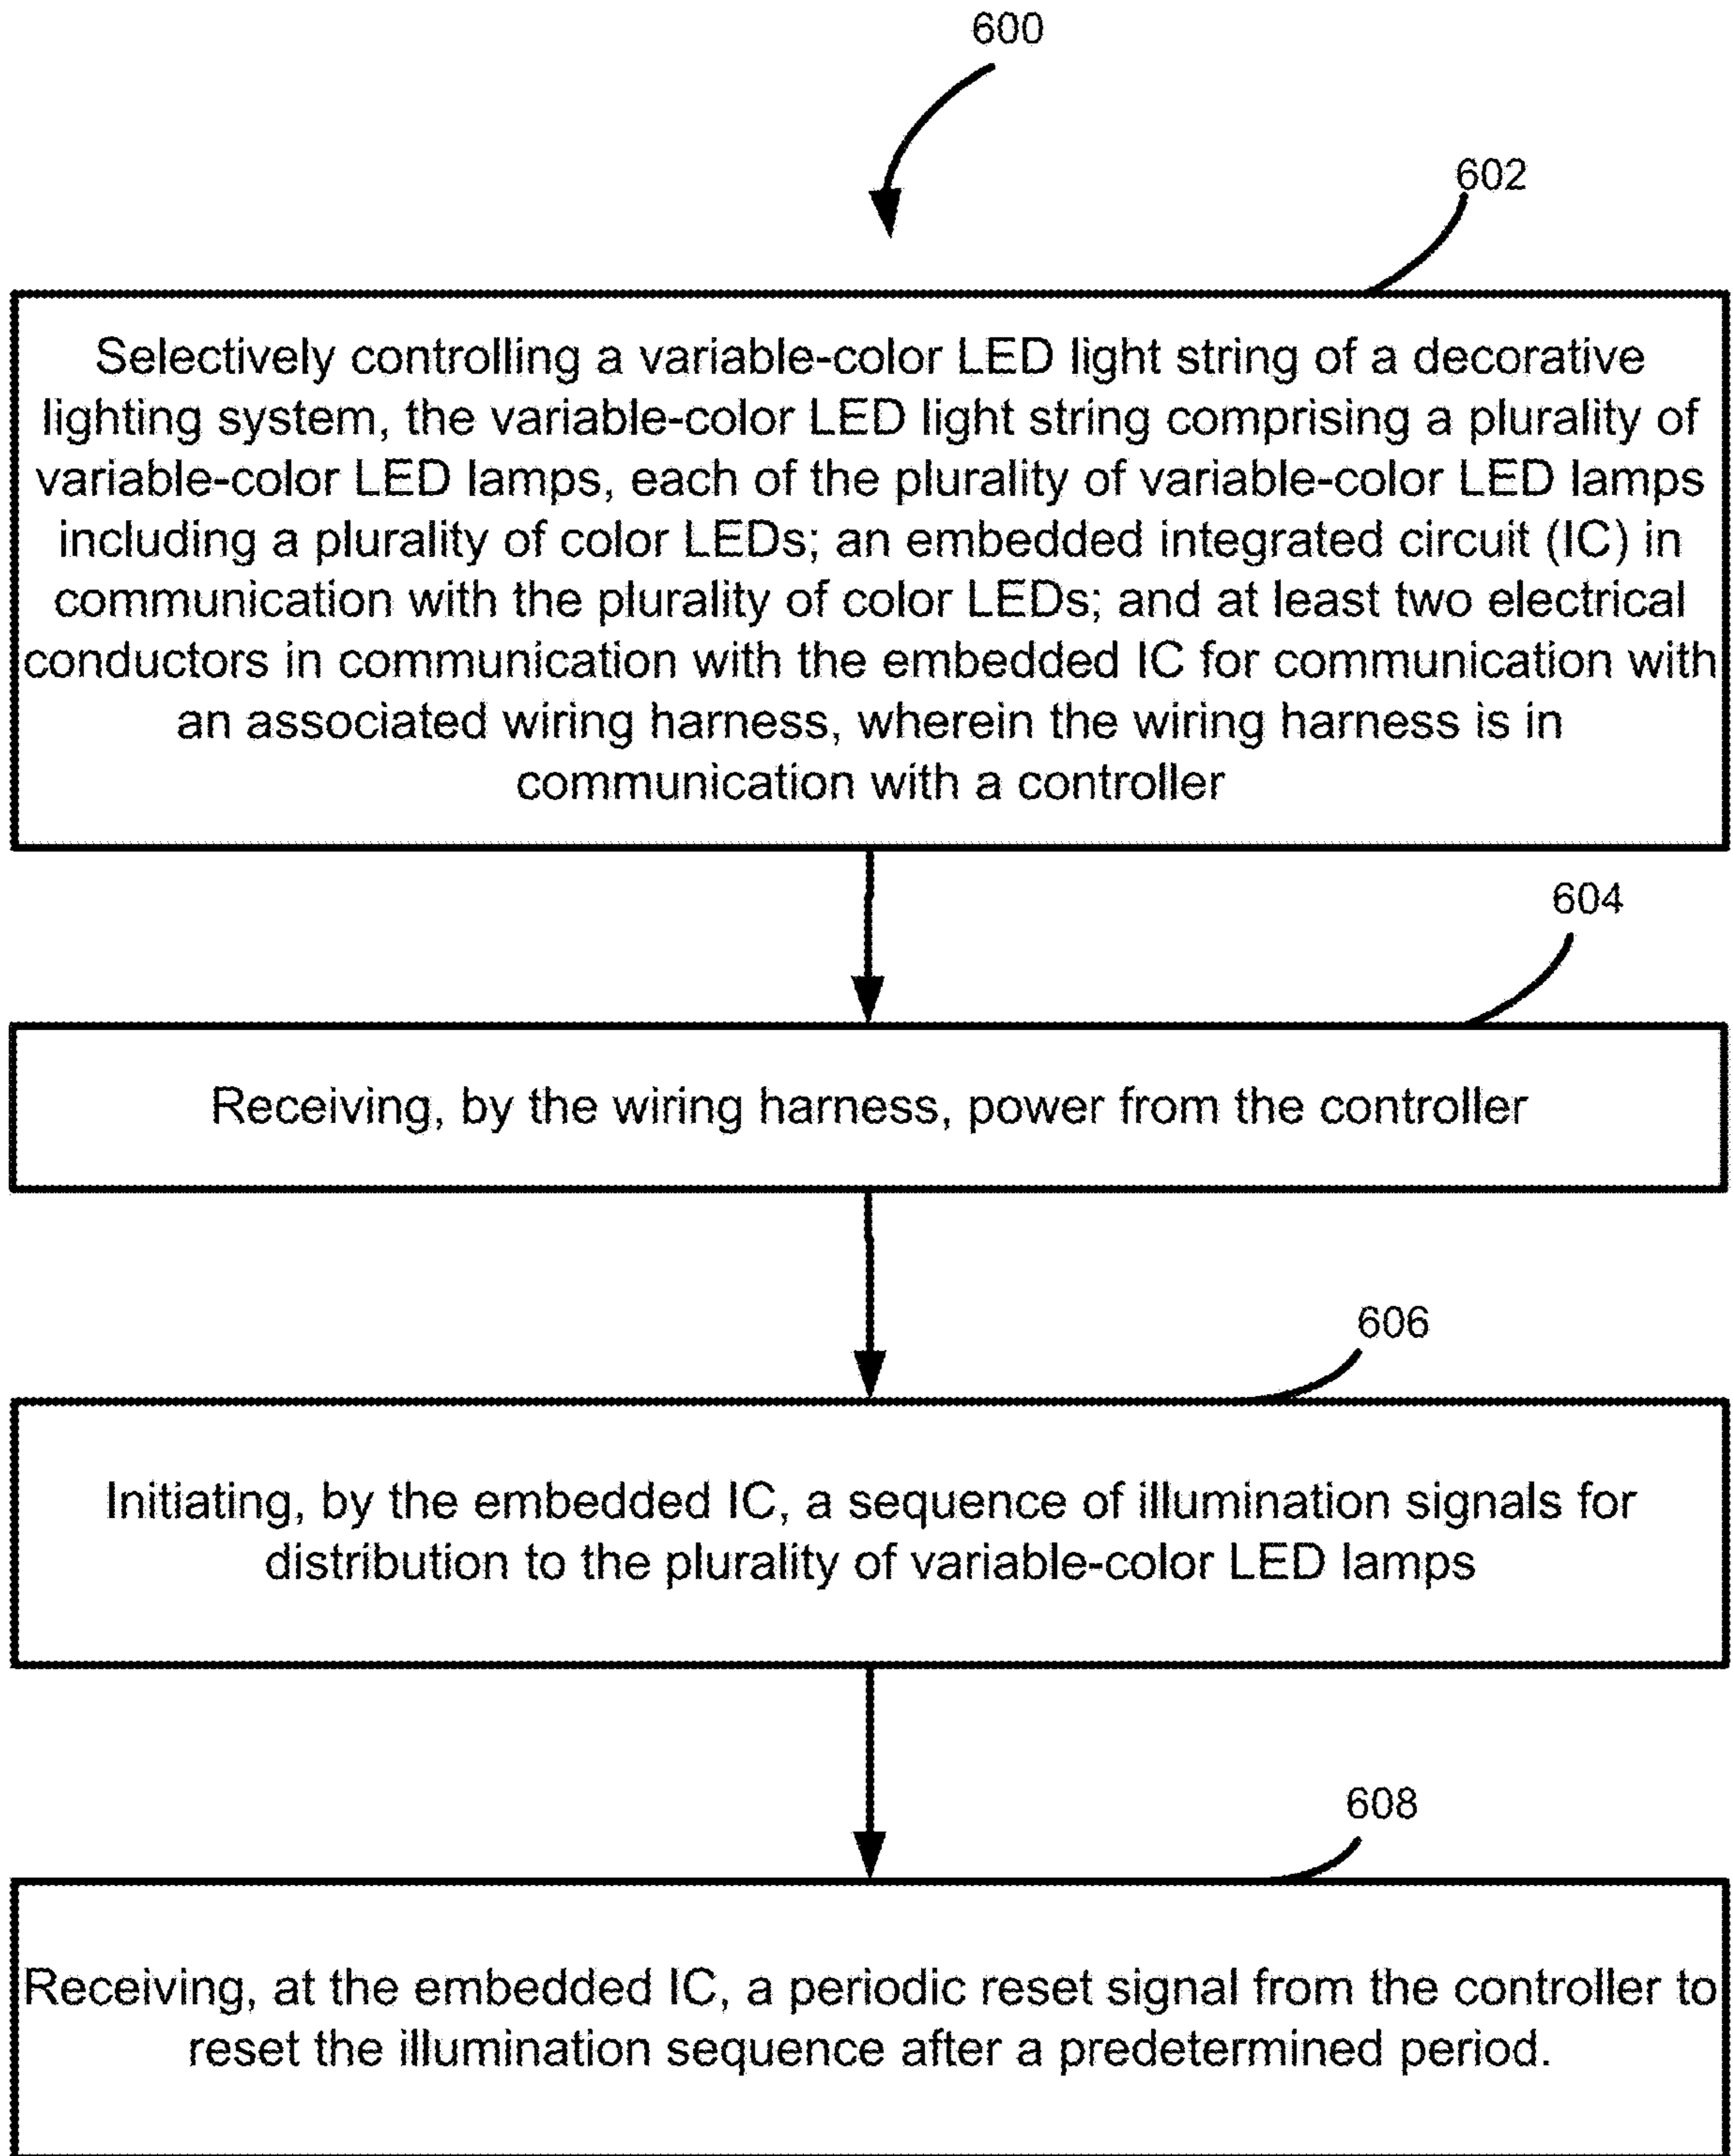 600
602
Selectively controlling a variable-color LED light string of a decorative
lighting system, the variable-color LED light string comprising a plurality of
variable-color LED lamps, each of the plurality of variable-color LED lamps
including a plurality of color LEDs; an embedded integrated circuit (IC) in
communication with the plurality of color LEDs; and at least two electrical
conductors in communication with the embedded IC for communication with
an associated wiring harness, wherein the wiring harness is in
communication with a controller
604
Receiving, by the wiring harness, power from the controller
606
Initiating, by the embedded IC, a sequence of illumination signals for
distribution to the plurality of variable-color LED lamps
608
Receiving, at the embedded IC, a periodic reset signal from the controller to
reset the illumination sequence after a predetermined period.